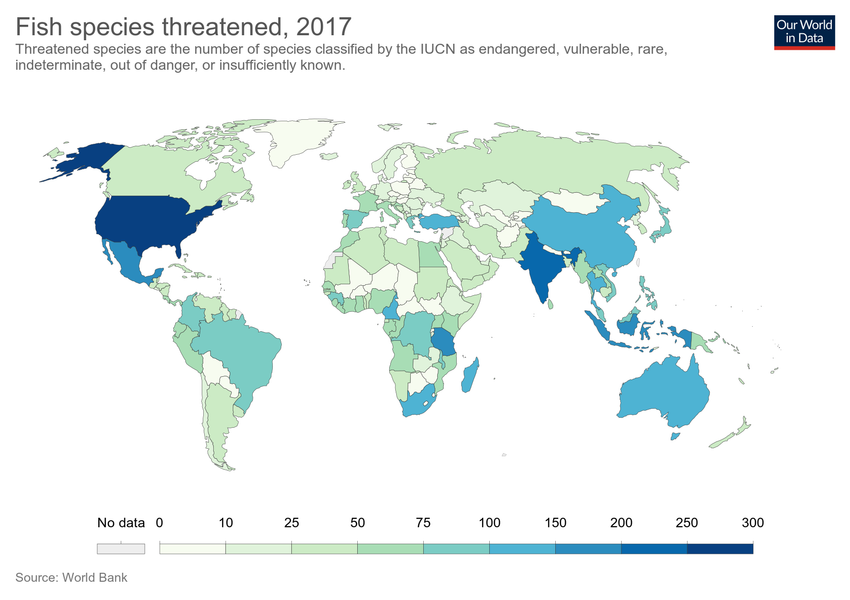 Fish species threatened, 2017
Our World
in Data
Threatened species are the number of species classified by the IUCN as endangered, vulnerable, rare,
indeterminate, out of danger, or insufficiently known.
No data 0 10 25 50 75 100 150 200 250 300
Source: World Bank